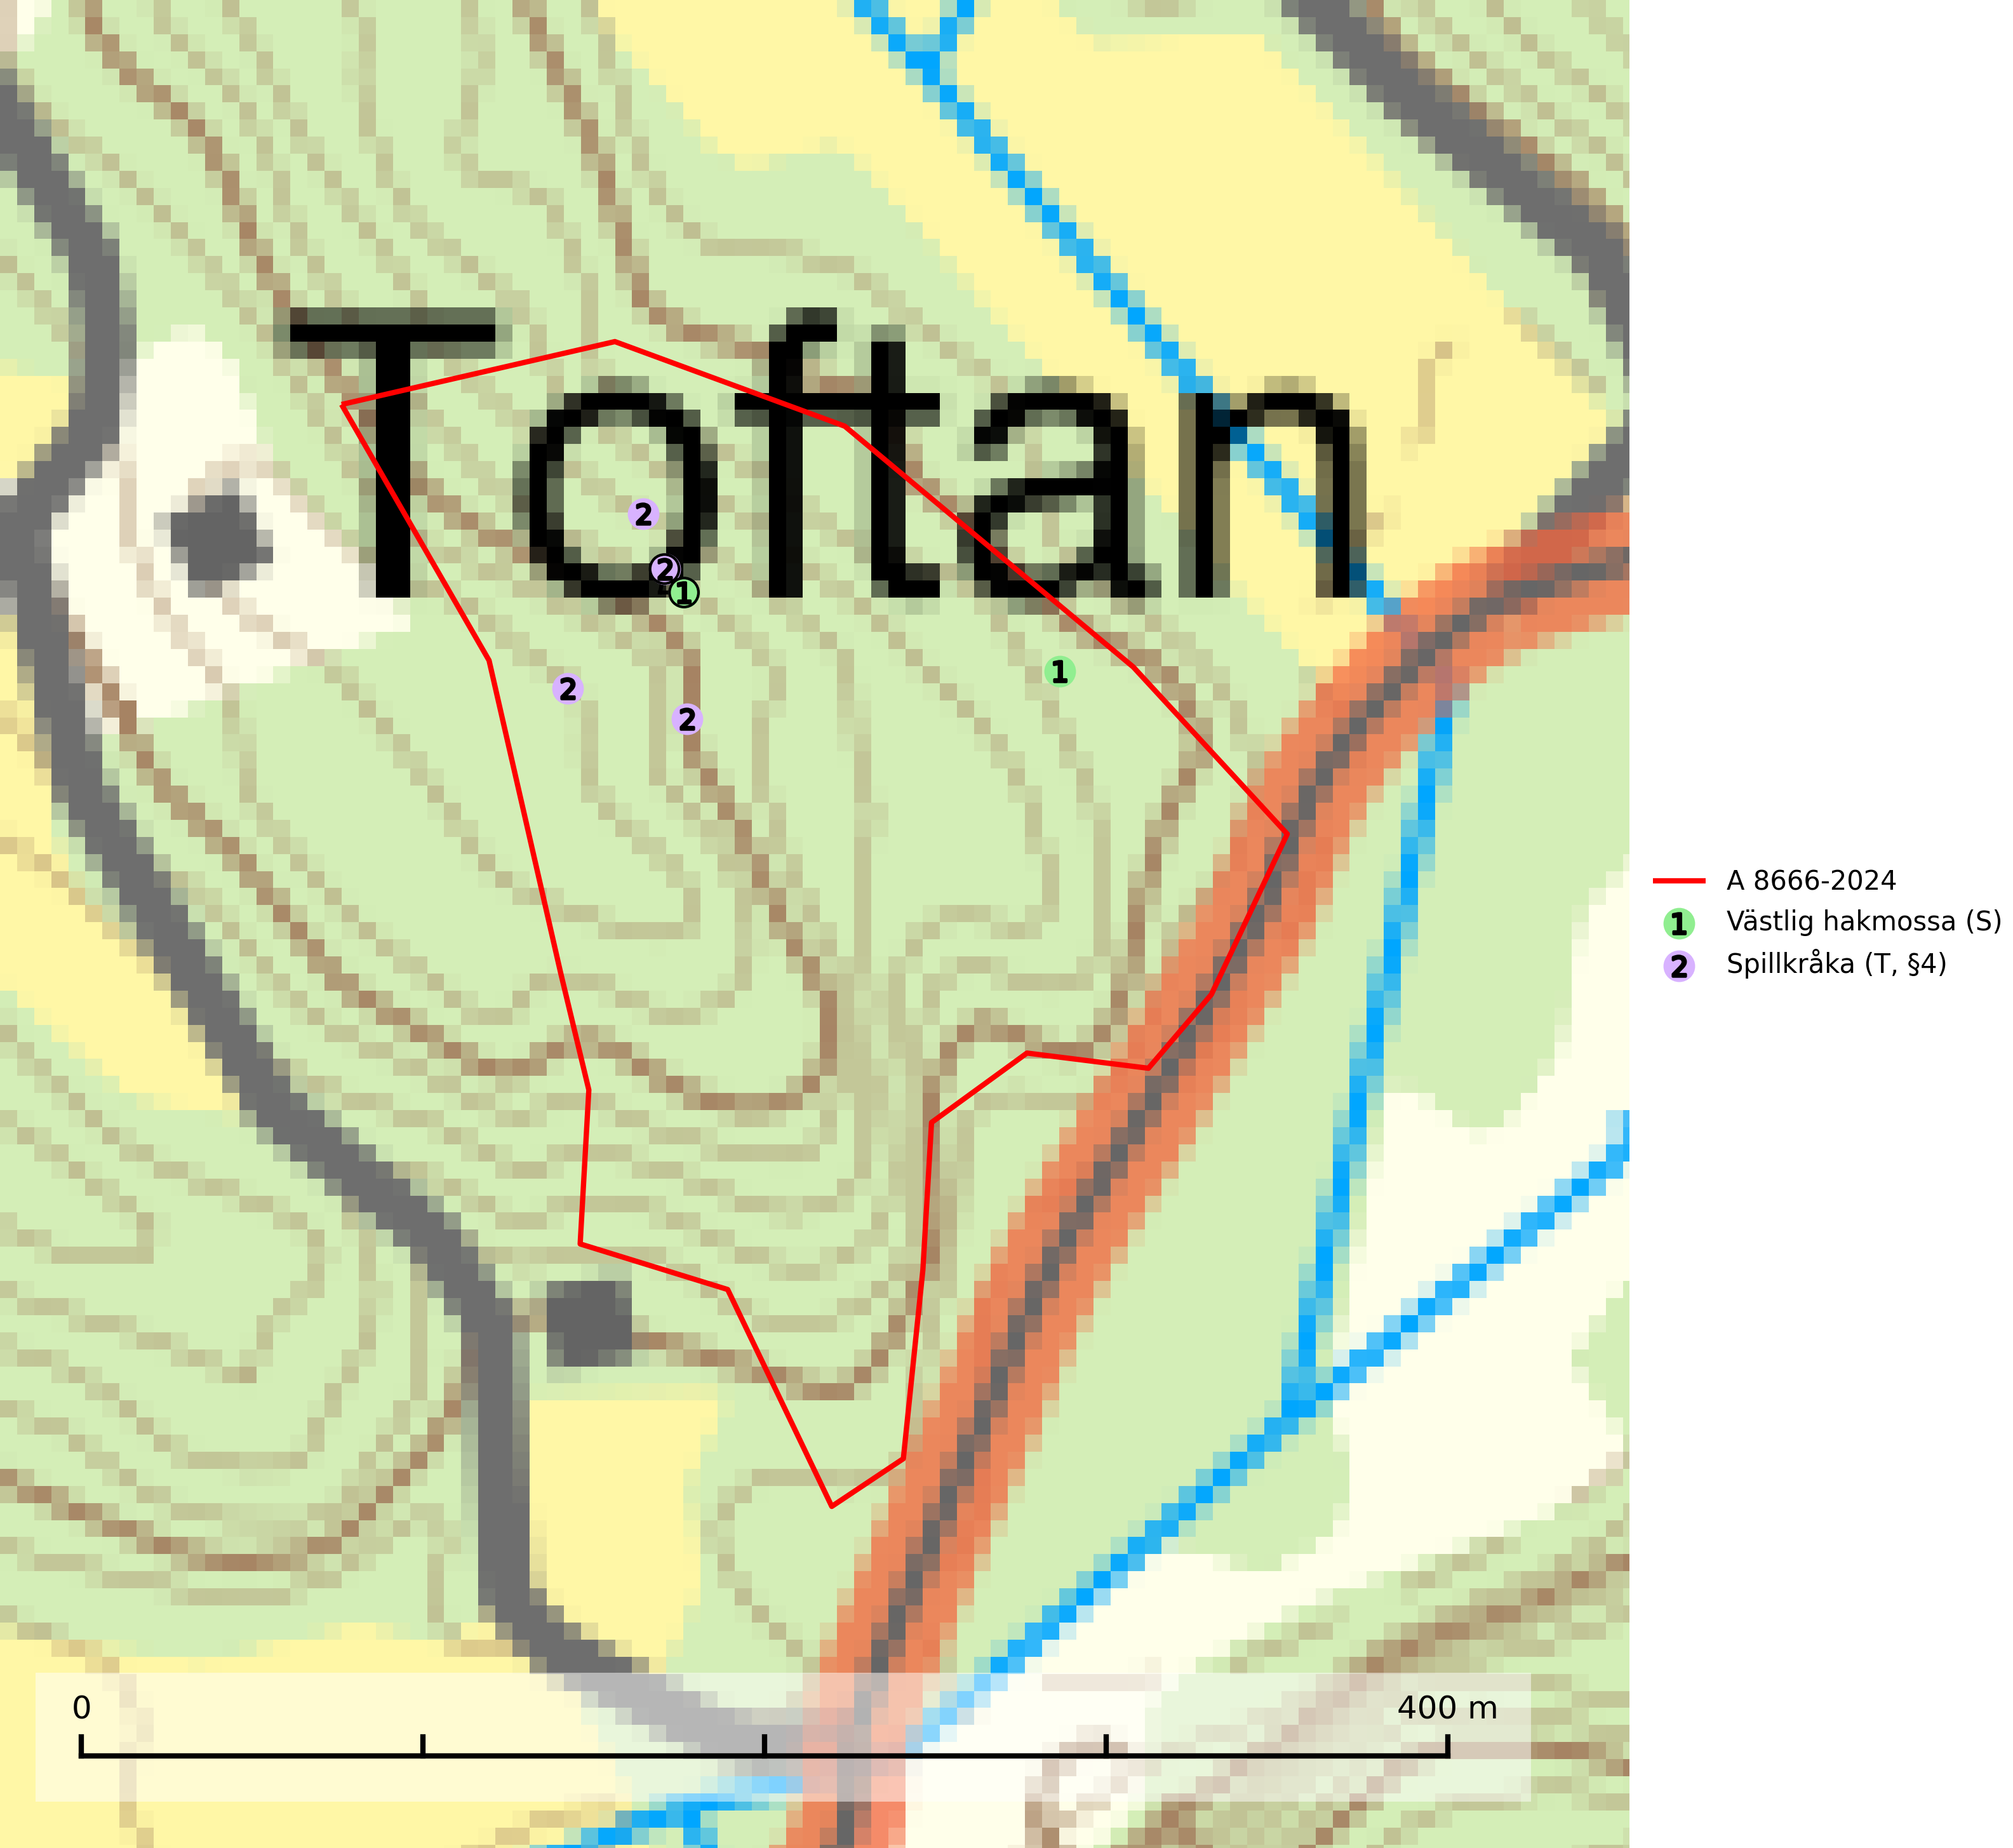 Toftan
2
2
1
1
2
2
A 8666-2024
1 Västlig hakmossa (S)
2 Spillkråka (T, §4)
0 400 m